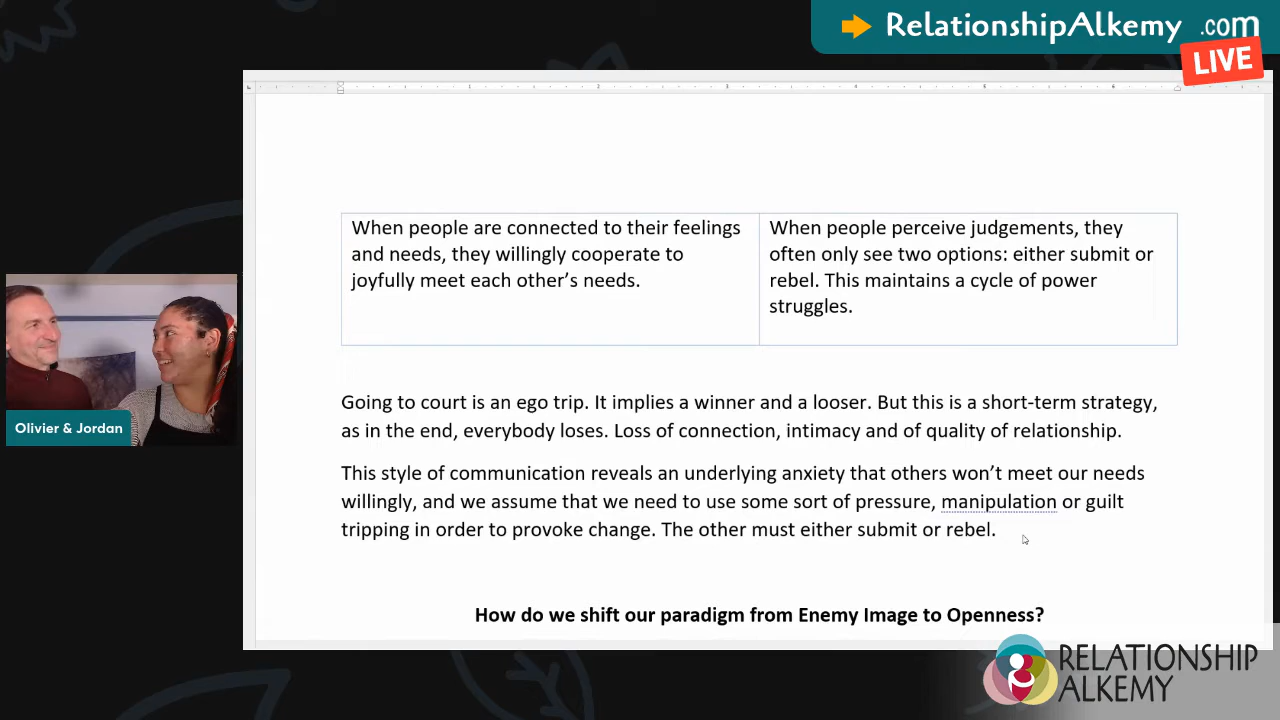 RelationshipAlkemy .com
LIVE
When people are connected to their feelings
and needs, they willingly cooperate to
joyfully meet each other's needs.
When people perceive judgements, they
often only see two options: either submit or
rebel. This maintains a cycle of power
struggles.
Going to court is an ego trip. It implies a winner and a looser. But this is a short-term strategy,
as in the end, everybody loses. Loss of connection, intimacy and of quality of relationship.
This style of communication reveals an underlying anxiety that others won't meet our needs
willingly, and we assume that we need to use some sort of pressure, manipulation or guilt
tripping in order to provoke change. The other must either submit or rebel.
Olivier & Jordan
How do we shift our paradigm from Enemy Image to Openness?
RELATIONSHIP
ALKEMY